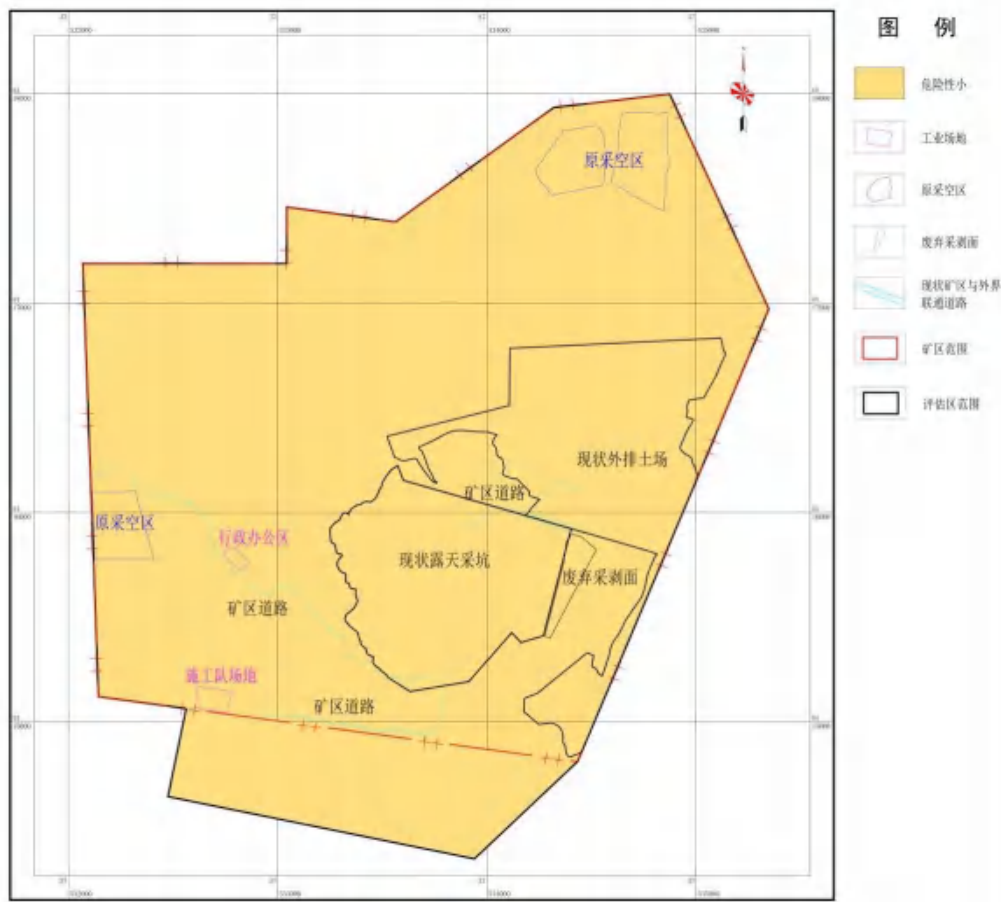 图 例
危险性小
工业场地
原采空区
废弃采剥面
现状矿区与外界
联通道路
矿区范围
评估区范围
原采空区
现状外排土场
矿区道路
原采空区
行政办公区
现状露天采坑
废弃采剥面
矿区道路
施工队场地
矿区道路